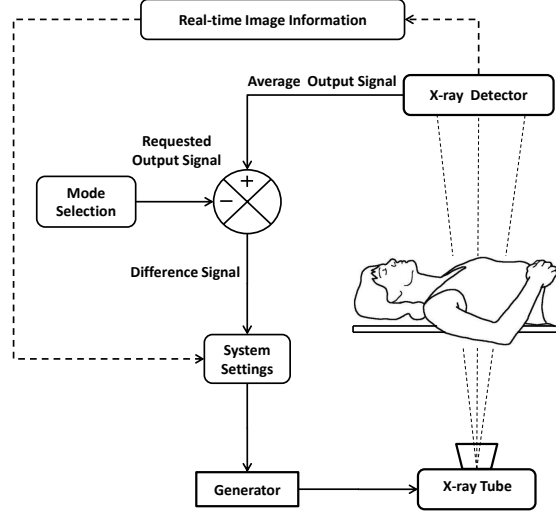 Real-time Image Information
Average Output Signal
X-ray Detector
Requested
Output Signal
+
−
Mode
Selection
Difference Signal
System
Settings
Generator
X-ray Tube